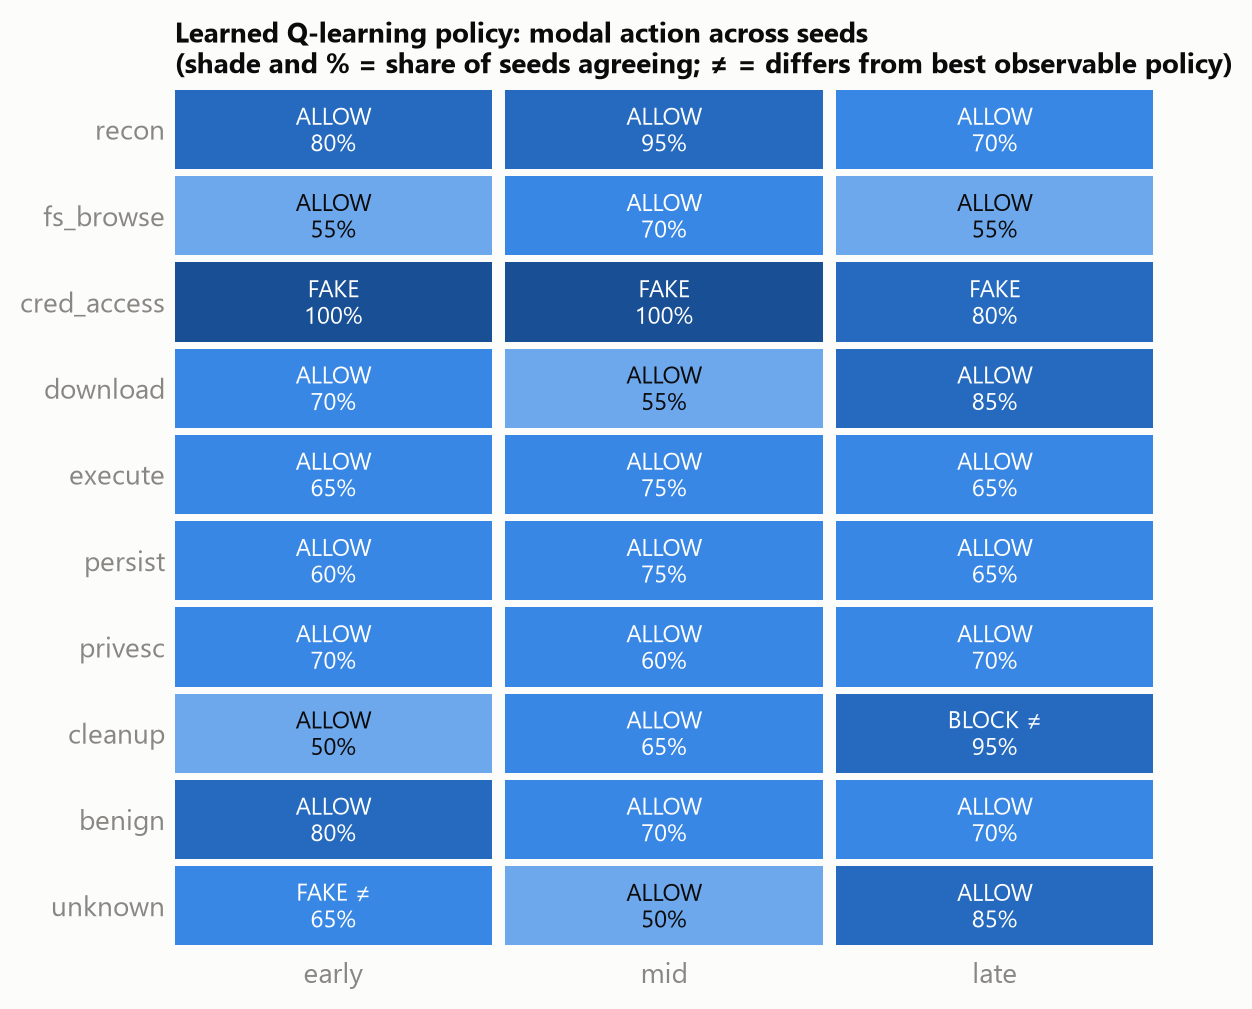 Learned Q-learning policy: modal action across seeds
(shade and % = share of seeds agreeing; ≠ = differs from best observable policy)
recon
ALLOW
80%
ALLOW
95%
ALLOW
70%
fs_browse
ALLOW
55%
ALLOW
70%
ALLOW
55%
cred_access
FAKE
100%
FAKE
100%
FAKE
80%
download
ALLOW
70%
ALLOW
55%
ALLOW
85%
execute
ALLOW
65%
ALLOW
75%
ALLOW
65%
persist
ALLOW
60%
ALLOW
75%
ALLOW
65%
privesc
ALLOW
70%
ALLOW
60%
ALLOW
70%
cleanup
ALLOW
50%
ALLOW
65%
BLOCK ≠
95%
benign
ALLOW
80%
ALLOW
70%
ALLOW
70%
unknown
FAKE ≠
65%
ALLOW
50%
ALLOW
85%
early
mid
late